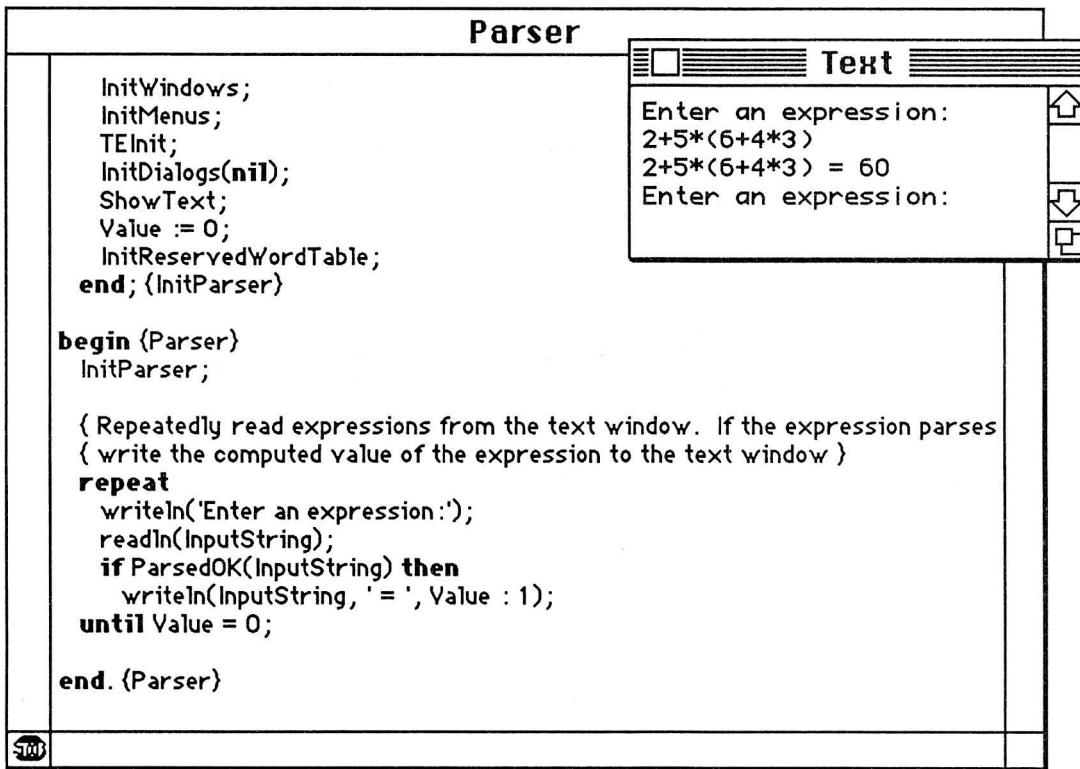 Parser
InitWindows;
InitMenus;
TEInit;
InitDialogs(nil);
ShowText;
Value := 0;
InitReservedWordTable;
end; {InitParser}
begin {Parser}
InitParser;
{ Repeatedly read expressions from the text window. If the expression parses
{ write the computed value of the expression to the text window }
repeat
writeln('Enter an expression:');
readln(InputString);
if ParsedOK(InputString) then
writeln(InputString, ' = ', Value : 1);
until Value = 0;
end. {Parser}
Text
Enter an expression:
2+5*(6+4*3)
2+5*(6+4*3) = 60
Enter an expression: